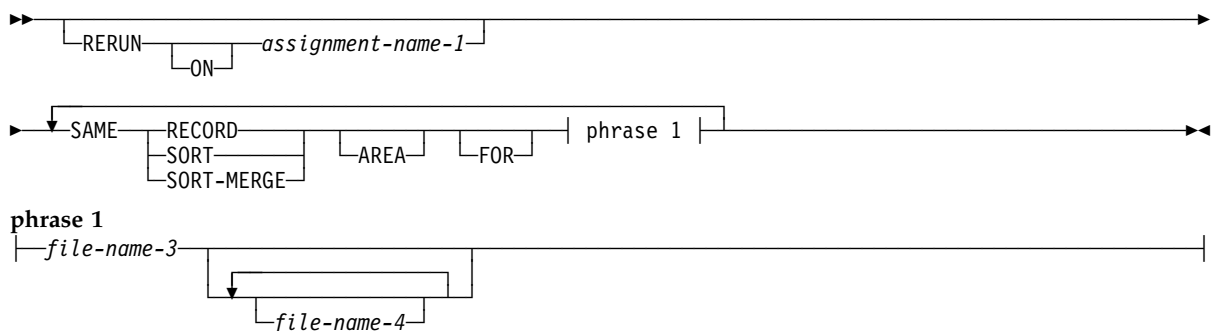 RERUN ON assignment-name-1
SAME RECORD AREA FOR phrase 1
SORT
SORT-MERGE
phrase 1
file-name-3
file-name-4